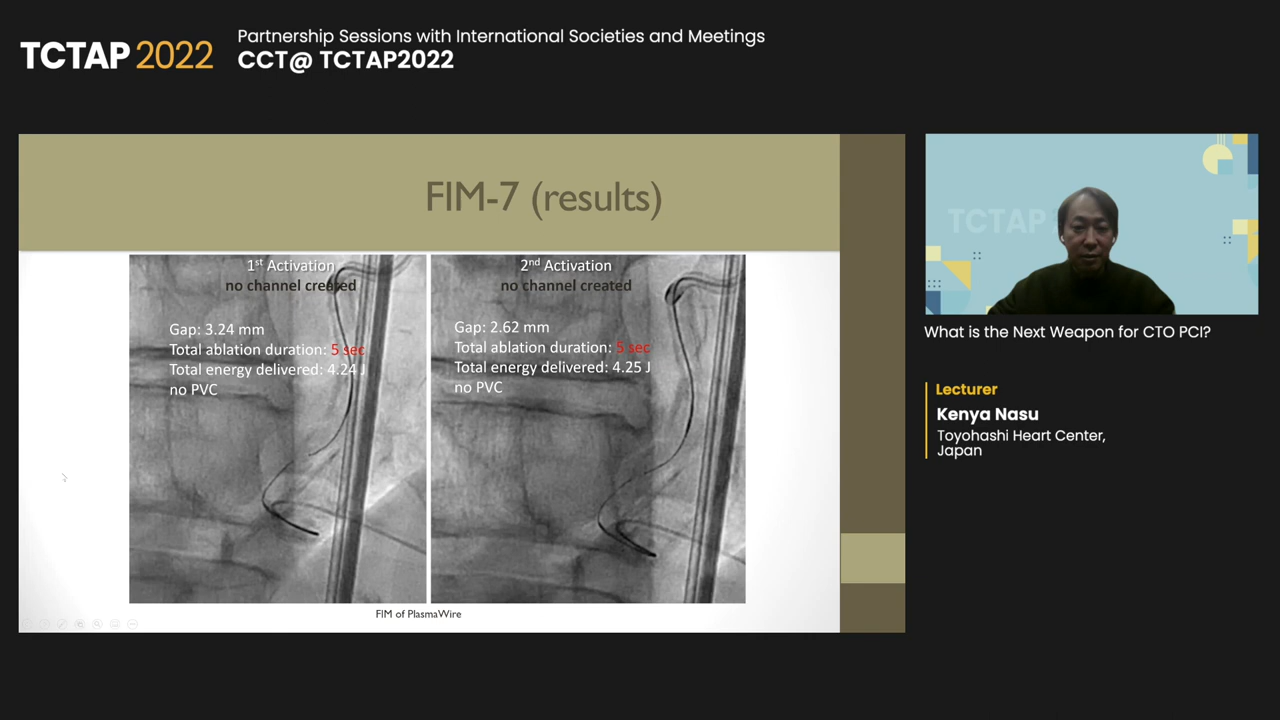 TCTAP 2022
Partnership Sessions with International Societies and Meetings
CCT@ TCTAP2022
FIM-7 (results)
1st Activation
no channel created
Gap: 3.24 mm
Total ablation duration: 5 sec
Total energy delivered: 4.24 J
no PVC
2nd Activation
no channel created
Gap: 2.62 mm
Total ablation duration: 5 sec
Total energy delivered: 4.25 J
no PVC
FIM of PlasmaWire
TCTAP
What is the Next Weapon for CTO PCI?
Lecturer
Kenya Nasu
Toyohashi Heart Center,
Japan